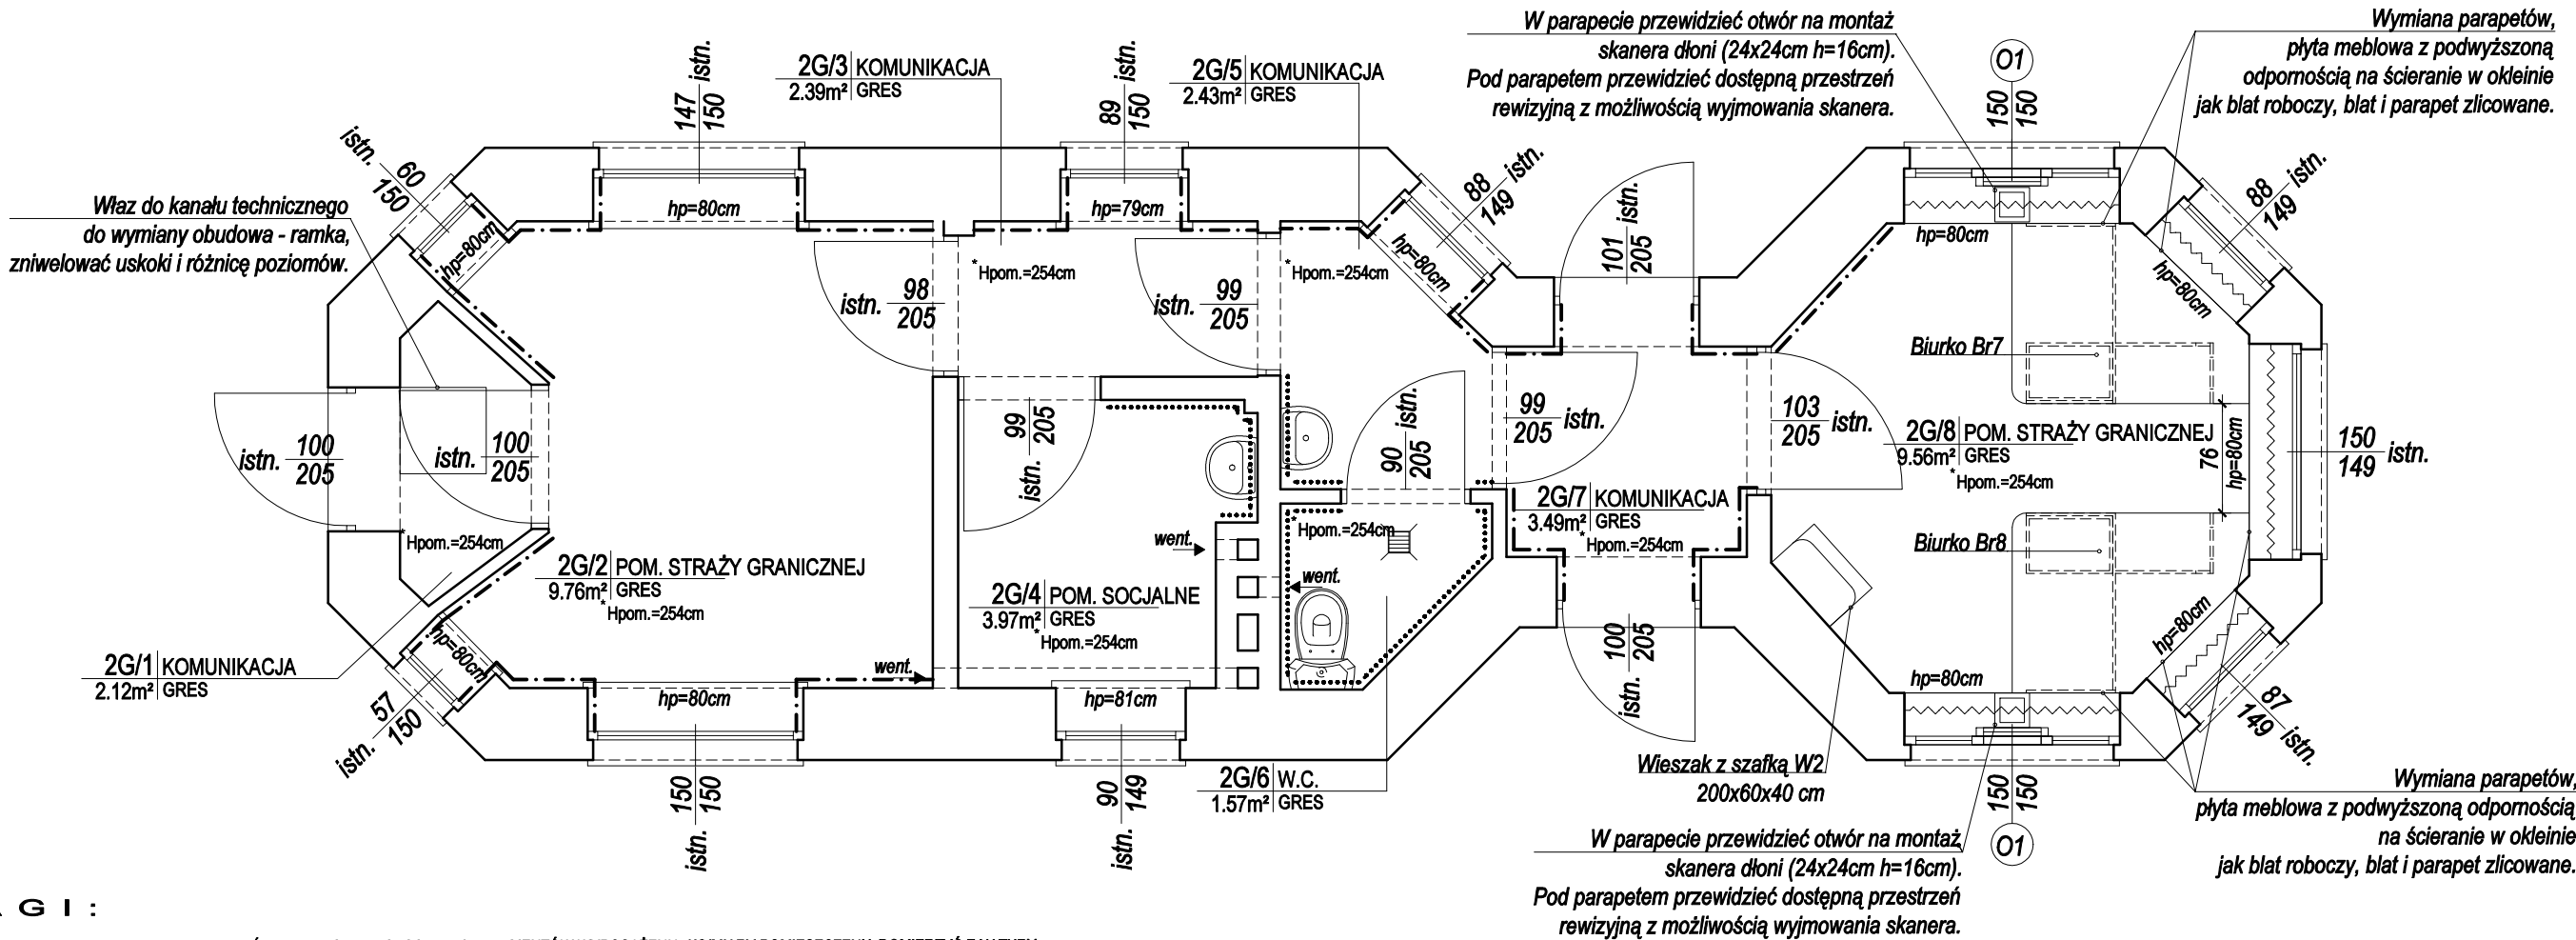 W parapecie przewidzieć otwór na montaż
skanera dłoni (24x24cm h=16cm).
Pod parapetem przewidzieć dostępną przestrzeń
rewizyjną z możliwością wyjmowania skanera.
Wymiana parapetów,
płyta meblowa z podwyższoną
odpornością na ścieranie w okleinie
jak blat roboczy, blat i parapet zlicowane.
O1
150
150
2G/3 KOMUNIKACJA
2.39m² GRES
2G/5 KOMUNIKACJA
2.43m² GRES
147
150
istn.
89
150
istn.
istn.
60
150
88
149
istn.
101
205
istn.
88
149
istn.
Właz do kanału technicznego
do wymiany obudowa - ramka,
zniwelować uskoki i różnicę poziomów.
hp=80cm
hp=80cm
hp=79cm
hp=80cm
hp=80cm
hp=80cm
*Hpom.=254cm
*Hpom.=254cm
istn. 98
205
istn. 99
205
Biurko Br7
istn. 100
205
istn. 100
205
99
205
istn.
90
205
istn.
99
205
istn.
103
205
istn.
2G/8 POM. STRAŻY GRANICZNEJ
9.56m² GRES
*Hpom.=254cm
76
hp=80cm
150
149
istn.
*Hpom.=254cm
2G/2 POM. STRAŻY GRANICZNEJ
9.76m² GRES
*Hpom.=254cm
went.
*Hpom.=254cm
went.
2G/7 KOMUNIKACJA
3.49m² GRES
*Hpom.=254cm
Biurko Br8
2G/4 POM. SOCJALNE
3.97m² GRES
*Hpom.=254cm
went.
2G/1 KOMUNIKACJA
2.12m² GRES
hp=80cm
hp=80cm
hp=81cm
hp=80cm
hp=80cm
istn.
57
150
150
150
istn.
90
149
istn.
100
205
istn.
87
149
istn.
2G/6 W.C.
1.57m² GRES
Wieszak z szafką W2
200x60x40 cm
150
150
O1
Wymiana parapetów,
płyta meblowa z podwyższoną odpornością
na ścieranie w okleinie
jak blat roboczy, blat i parapet zlicowane.
W parapecie przewidzieć otwór na montaż
skanera dłoni (24x24cm h=16cm).
Pod parapetem przewidzieć dostępną przestrzeń
rewizyjną z możliwością wyjmowania skanera.
G I :